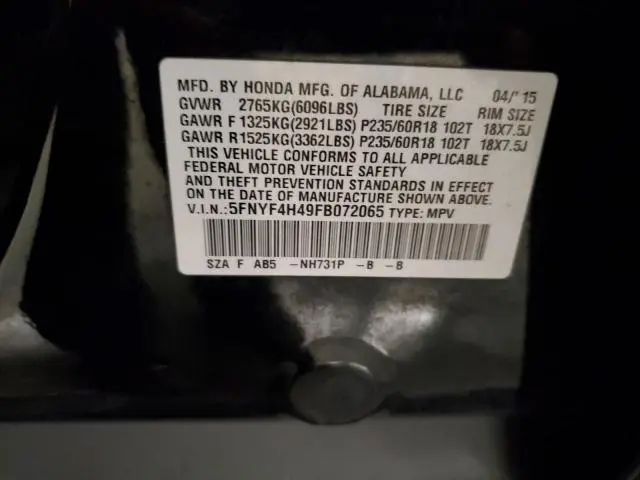 MFD. BY HONDA MFG. OF ALABAMA, LLC 04/'15
GVWR 2765KG(6096LBS) TIRE SIZE RIM SIZE
GAWR F 1325KG(2921LBS) P235/60R18 102T 18X7.5J
GAWR R1525KG(3362LBS) P235/60R18 102T 18X7.5J
THIS VEHICLE CONFORMS TO ALL APPLICABLE
FEDERAL MOTOR VEHICLE SAFETY
AND THEFT PREVENTION STANDARDS IN EFFECT
ON THE DATE OF MANUFACTURE SHOWN ABOVE.
V.I.N.:5FNYF4H49FB072065 TYPE: MPV
SZA F AB5 -NH731P -B -B